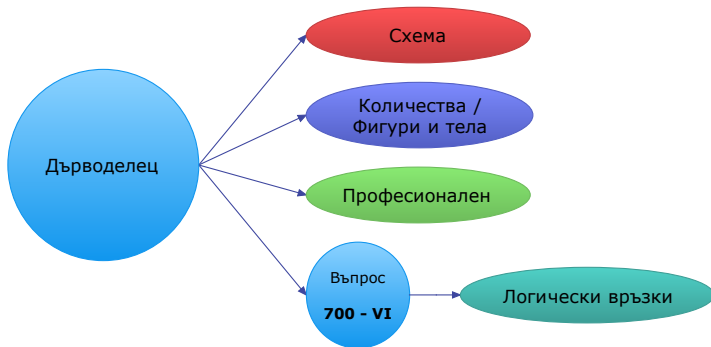 Схема
Количества /
Фигури и тела
Дърводелец
Професионален
Въпрос
700 - VI
Логически връзки